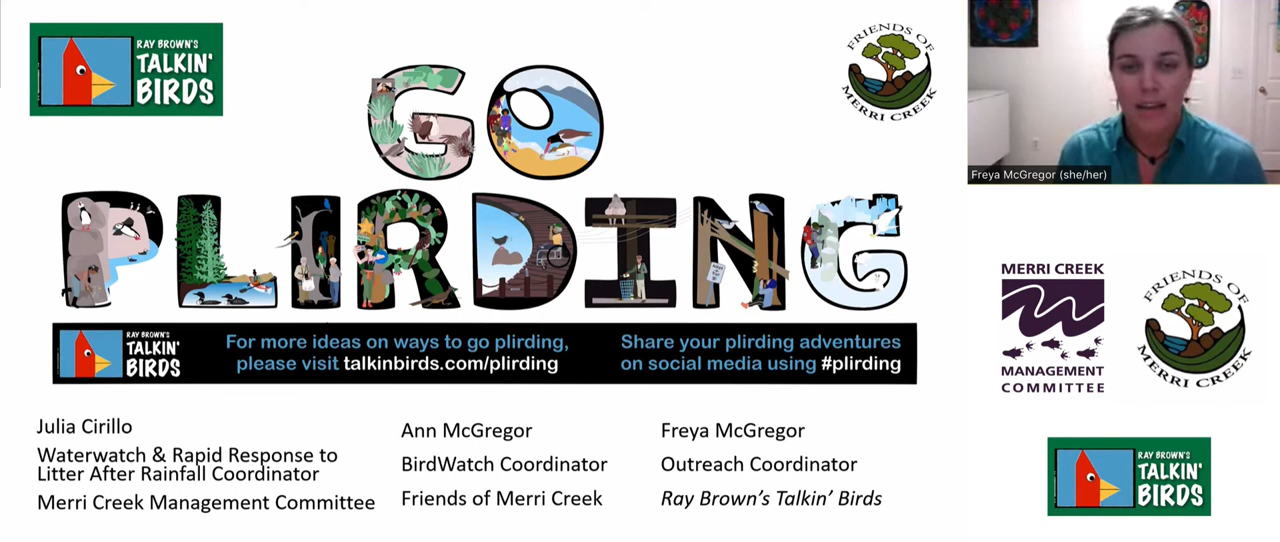 RAY BROWN'S
TALKIN'
BIRDS
GO
PLIRDING
FRIENDS OF
MERRI CREEK
Freya McGregor (she/her)
RAY BROWN'S
TALKIN'
BIRDS
For more ideas on ways to go plirding,
please visit talkinbirds.com/plirding
Share your plirding adventures
on social media using #plirding
MERRI CREEK
MANAGEMENT
COMMITTEE
FRIENDS OF
MERRI CREEK
Julia Cirillo
Waterwatch & Rapid Response to
Litter After Rainfall Coordinator
Merri Creek Management Committee
Ann McGregor
BirdWatch Coordinator
Friends of Merri Creek
Freya McGregor
Outreach Coordinator
Ray Brown's Talkin' Birds
RAY BROWN'S
TALKIN'
BIRDS